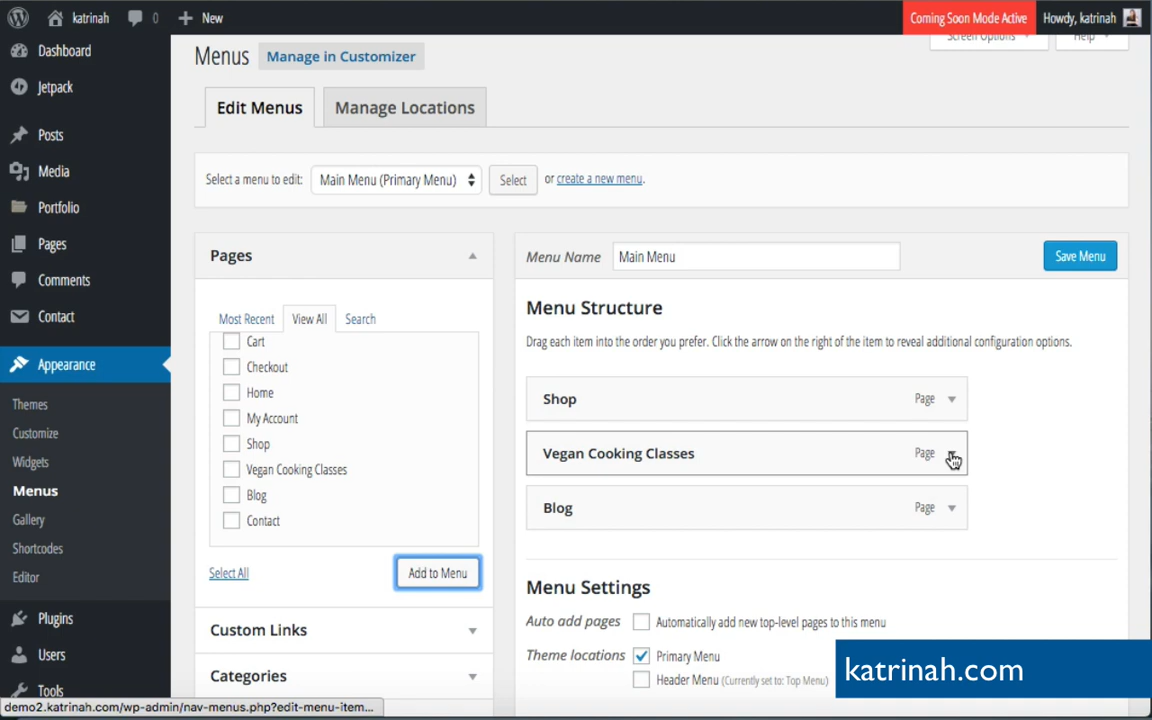 katrinah 0 New Coming Soon Mode Active Howdy, katrinah
Dashboard
Jetpack
Posts
Media
Portfolio
Pages
Comments
Contact
Appearance
Themes
Customize
Widgets
Menus
Gallery
Shortcodes
Editor
Plugins
Users
Tools
Screen Options Help
Menus Manage in Customizer
Edit Menus Manage Locations
Select a menu to edit: Main Menu (Primary Menu) Select or create a new menu.
Pages
Most Recent View All Search
Cart
Checkout
Home
My Account
Shop
Vegan Cooking Classes
Blog
Contact
Select All Add to Menu
Custom Links
Categories
Menu Name Main Menu Save Menu
Menu Structure
Drag each item into the order you prefer. Click the arrow on the right of the item to reveal additional configuration options.
Shop Page
Vegan Cooking Classes Page
Blog Page
Menu Settings
Auto add pages Automatically add new top-level pages to this menu
Theme locations Primary Menu
Header Menu (Currently set to: Top Menu)
katrinah.com
demo2.katrinah.com/wp-admin/nav-menus.php?edit-menu-item...